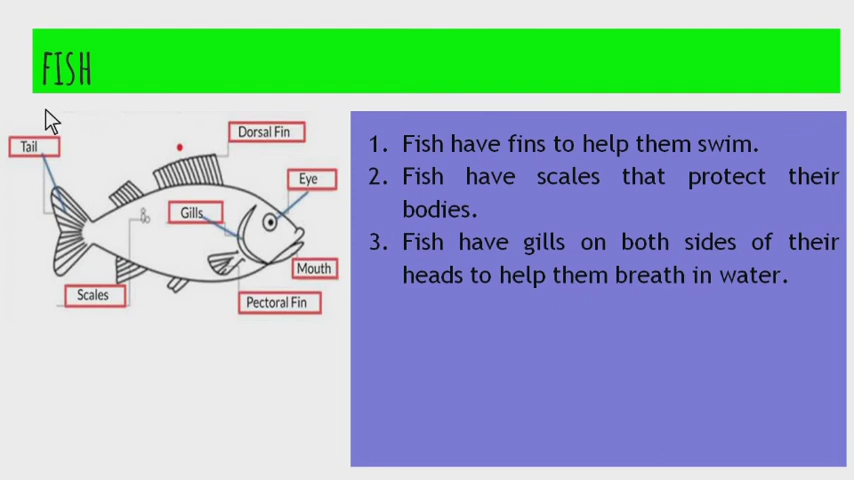 FISH
Tail
Dorsal Fin
Eye
Gills
Mouth
Scales
Pectoral Fin
1. Fish have fins to help them swim.
2. Fish have scales that protect their
bodies.
3. Fish have gills on both sides of their
heads to help them breath in water.